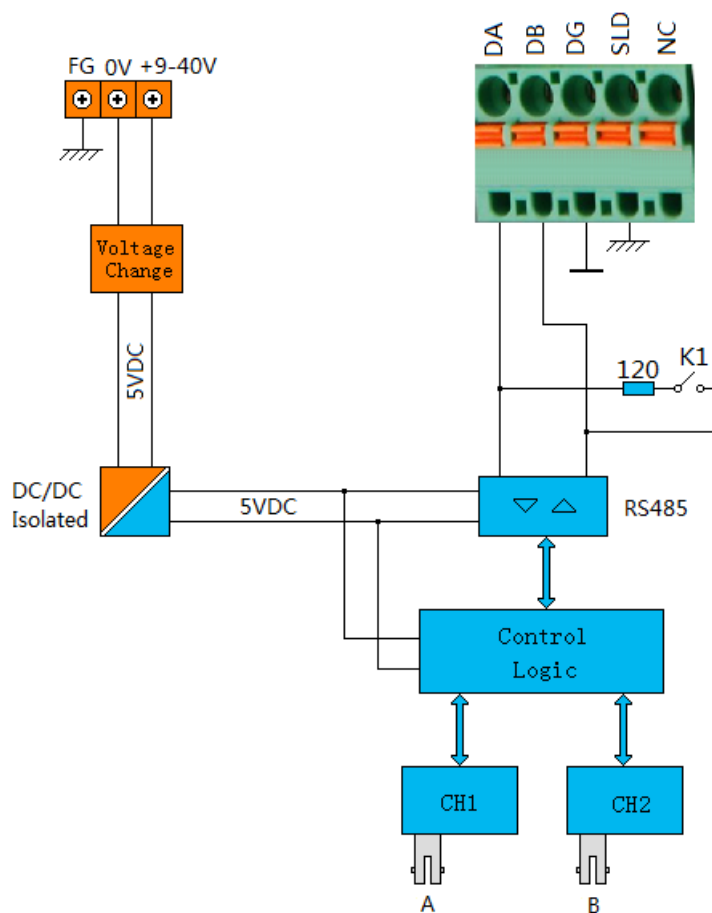 DA DB DG SLD NC
FG 0V +9-40V
Voltage
Change
5VDC
120 K1
DC/DC
Isolated
5VDC
RS485
Control
Logic
CH1 CH2
A B